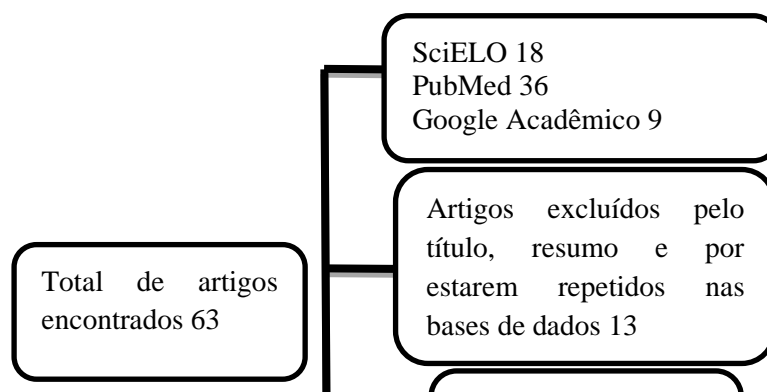 SciELO 18
PubMed 36
Google Acadêmico 9
Artigos excluídos pelo
título, resumo e por
estarem repetidos nas
bases de dados 13
Total de artigos
encontrados 63